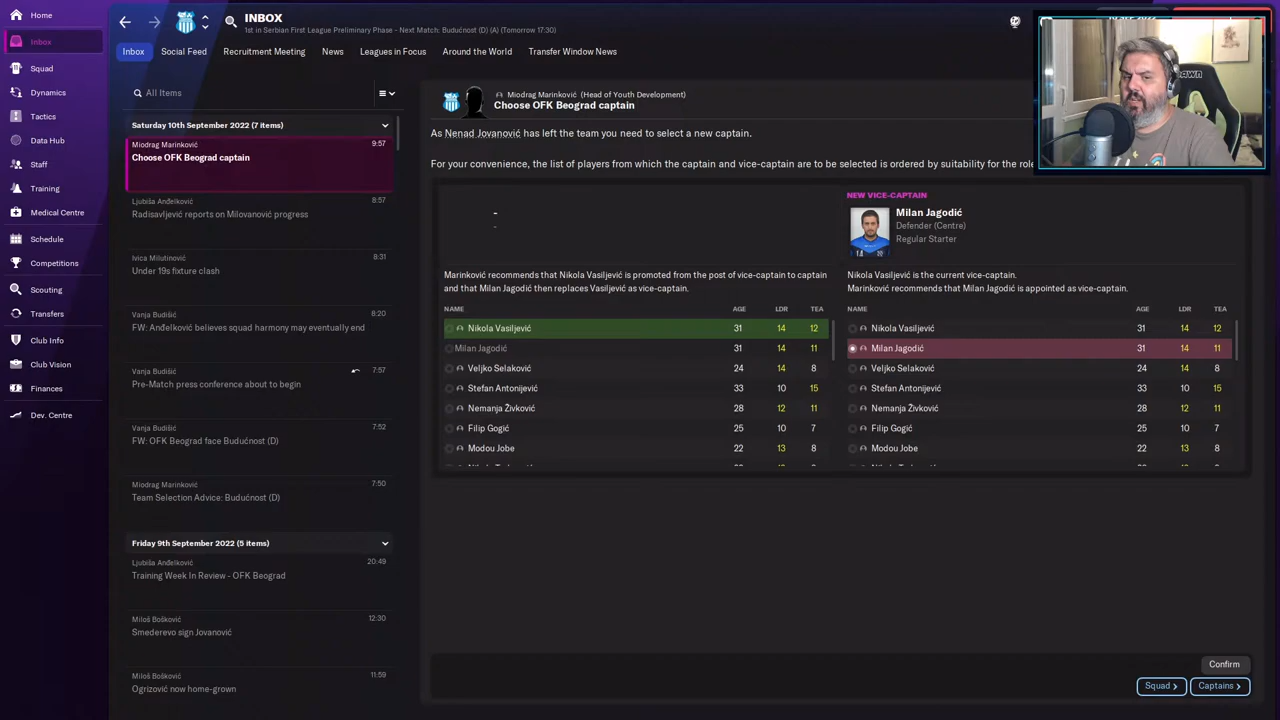 Home
INBOX
1st in Serbian First League Preliminary Phase - Next Match: Budućnost (D) (A) (Tomorrow 17:30)
Inbox
Inbox Social Feed Recruitment Meeting News Leagues in Focus Around the World Transfer Window News
Squad
Dynamics
Tactics
Data Hub
Staff
Training
Medical Centre
Schedule
Competitions
Scouting
Transfers
Club Info
Club Vision
Finances
Dev. Centre
All Items
Saturday 10th September 2022 (7 items)
Miodrag Marinković 9:57
Choose OFK Beograd captain
Ljubiša Anđelković 8:57
Radisavljević reports on Milovanović progress
Ivica Milutinović 8:31
Under 19s fixture clash
Vanja Budišić 8:20
FW: Anđelković believes squad harmony may eventually end
Vanja Budišić 7:57
Pre-Match press conference about to begin
Vanja Budišić 7:52
FW: OFK Beograd face Budućnost (D)
Miodrag Marinković 7:50
Team Selection Advice: Budućnost (D)
Friday 9th September 2022 (5 items)
Ljubiša Anđelković 20:49
Training Week In Review - OFK Beograd
Miloš Bošković 12:30
Smederevo sign Jovanović
Miloš Bošković 11:59
Ogrizović now home-grown
Miodrag Marinković (Head of Youth Development)
Choose OFK Beograd captain
As Nenad Jovanović has left the team you need to select a new captain.
For your convenience, the list of players from which the captain and vice-captain are to be selected is ordered by suitability for the role
-
-
Marinković recommends that Nikola Vasiljević is promoted from the post of vice-captain to captain
and that Milan Jagodić then replaces Vasiljević as vice-captain.
NAME AGE LDR TEA
Nikola Vasiljević 31 14 12
Milan Jagodić 31 14 11
Veljko Selaković 24 14 8
Stefan Antonijević 33 10 15
Nemanja Živković 28 12 11
Filip Gogić 25 10 7
Modou Jobe 22 13 8
NEW VICE-CAPTAIN
Milan Jagodić
Defender (Centre)
Regular Starter
Nikola Vasiljević is the current vice-captain.
Marinković recommends that Milan Jagodić is appointed as vice-captain.
NAME AGE LDR TEA
Nikola Vasiljević 31 14 12
Milan Jagodić 31 14 11
Veljko Selaković 24 14 8
Stefan Antonijević 33 10 15
Nemanja Živković 28 12 11
Filip Gogić 25 10 7
Modou Jobe 22 13 8
Confirm
Squad
Captains